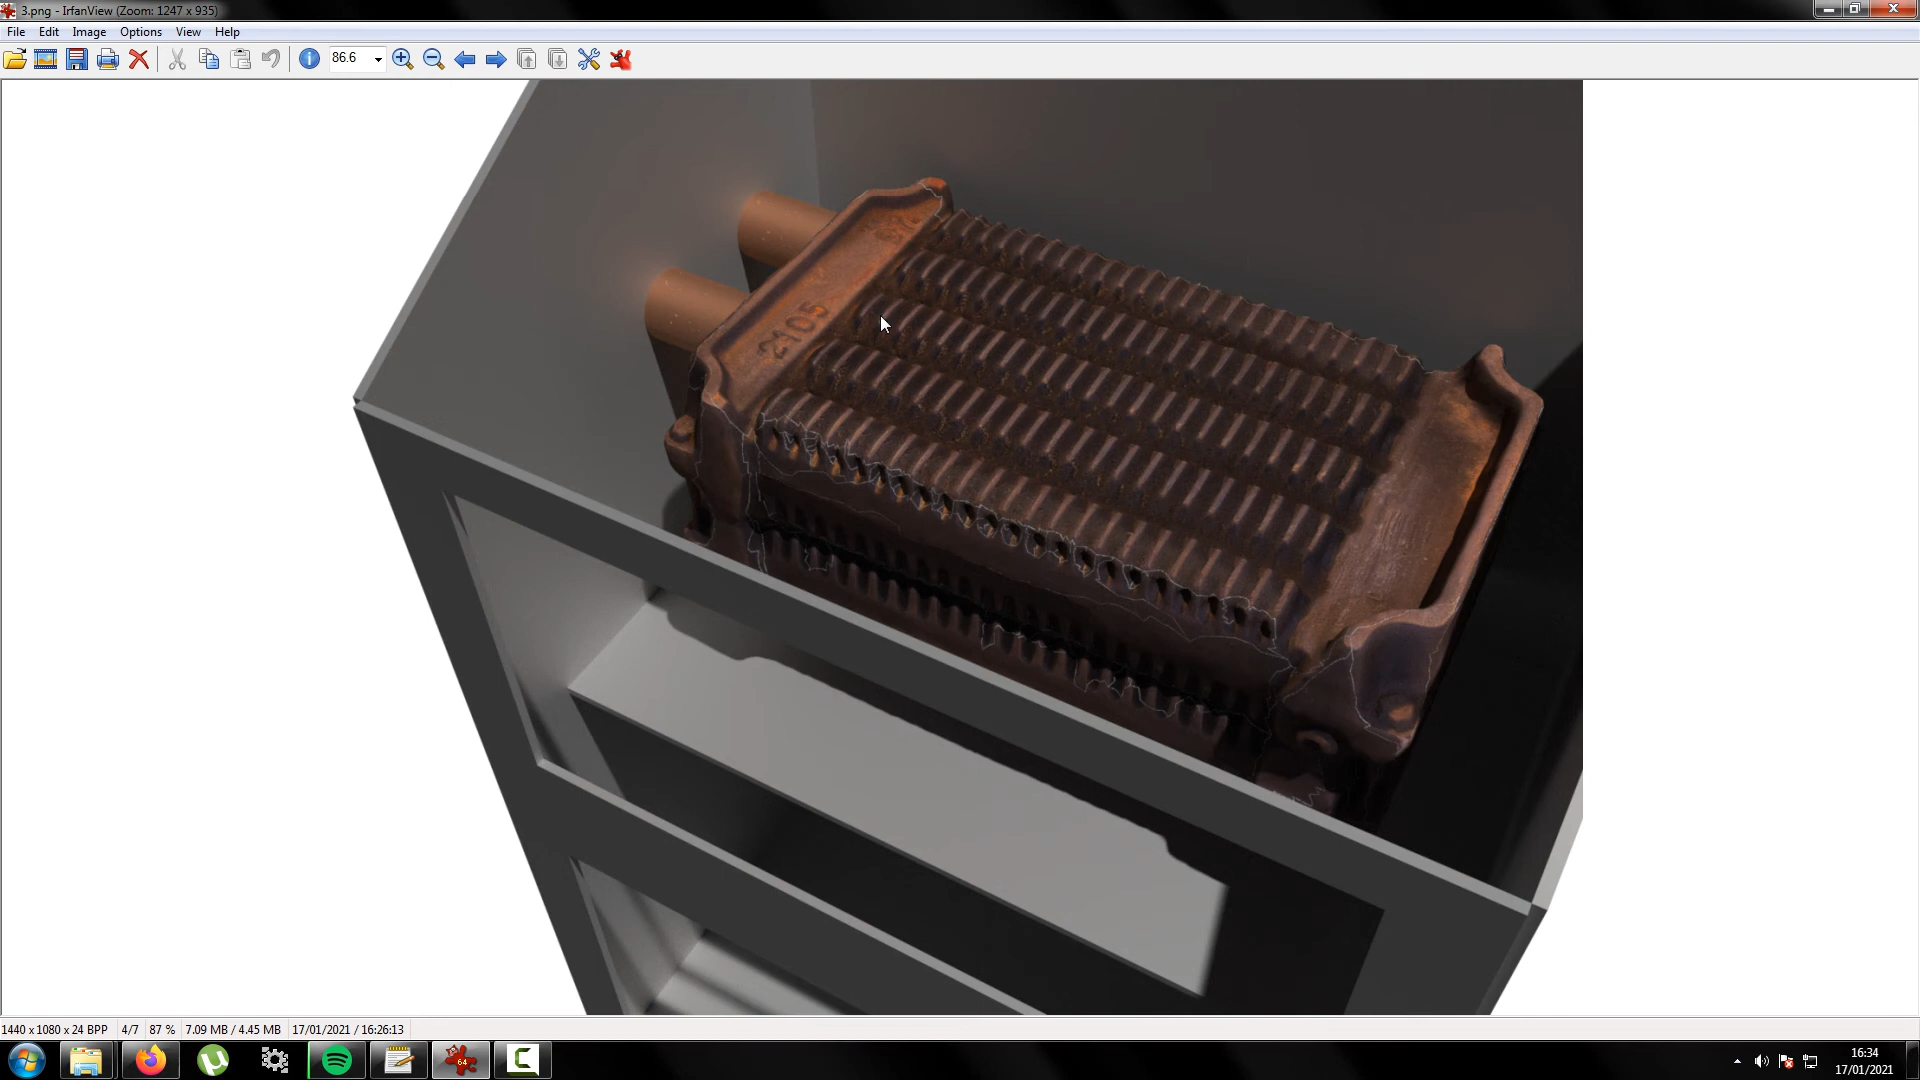 3.png - IrfanView (Zoom: 1247 x 935)
File Edit Image Options View Help
86.6
2105
1440 x 1080 x 24 BPP 4/7 87 % 7.09 MB / 4.45 MB 17/01/2021 / 16:26:13
64
C
16:34
17/01/2021